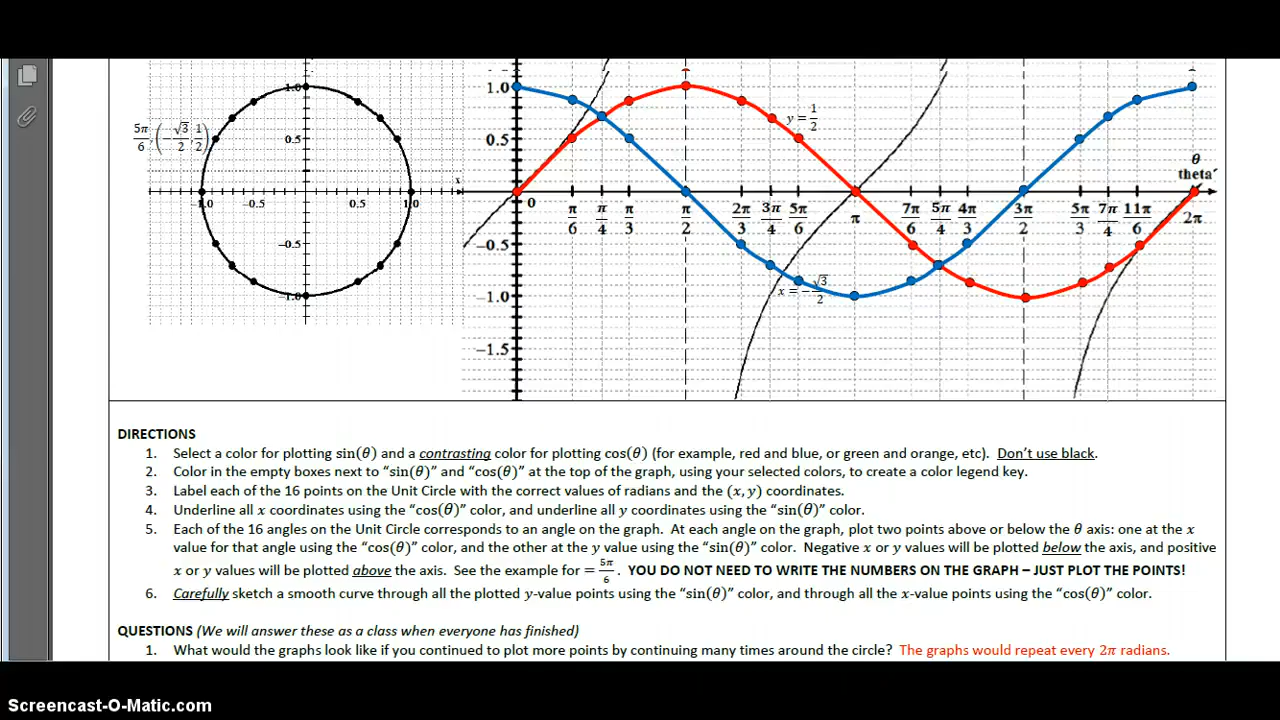 1.0
0.5
-1.0 -0.5 0.5 1.0
x
-0.5
-1.0
5π/6, (-√3/2, 1/2)
1.0
0.5
-0.5
-1.0
-1.5
y = 1/2
x = -√3/2
θ
theta
0 π/6 π/4 π/3 π/2 2π/3 3π/4 5π/6 π 7π/6 5π/4 4π/3 3π/2 5π/3 7π/4 11π/6 2π
DIRECTIONS
1. Select a color for plotting sin(θ) and a contrasting color for plotting cos(θ) (for example, red and blue, or green and orange, etc). Don't use black.
2. Color in the empty boxes next to “sin(θ)” and “cos(θ)” at the top of the graph, using your selected colors, to create a color legend key.
3. Label each of the 16 points on the Unit Circle with the correct values of radians and the (x, y) coordinates.
4. Underline all x coordinates using the “cos(θ)” color, and underline all y coordinates using the “sin(θ)” color.
5. Each of the 16 angles on the Unit Circle corresponds to an angle on the graph. At each angle on the graph, plot two points above or below the θ axis: one at the x
value for that angle using the “cos(θ)” color, and the other at the y value using the “sin(θ)” color. Negative x or y values will be plotted below the axis, and positive
x or y values will be plotted above the axis. See the example for = 5π/6. YOU DO NOT NEED TO WRITE THE NUMBERS ON THE GRAPH – JUST PLOT THE POINTS!
6. Carefully sketch a smooth curve through all the plotted y-value points using the “sin(θ)” color, and through all the x-value points using the “cos(θ)” color.
QUESTIONS (We will answer these as a class when everyone has finished)
1. What would the graphs look like if you continued to plot more points by continuing many times around the circle? The graphs would repeat every 2π radians.
Screencast-O-Matic.com